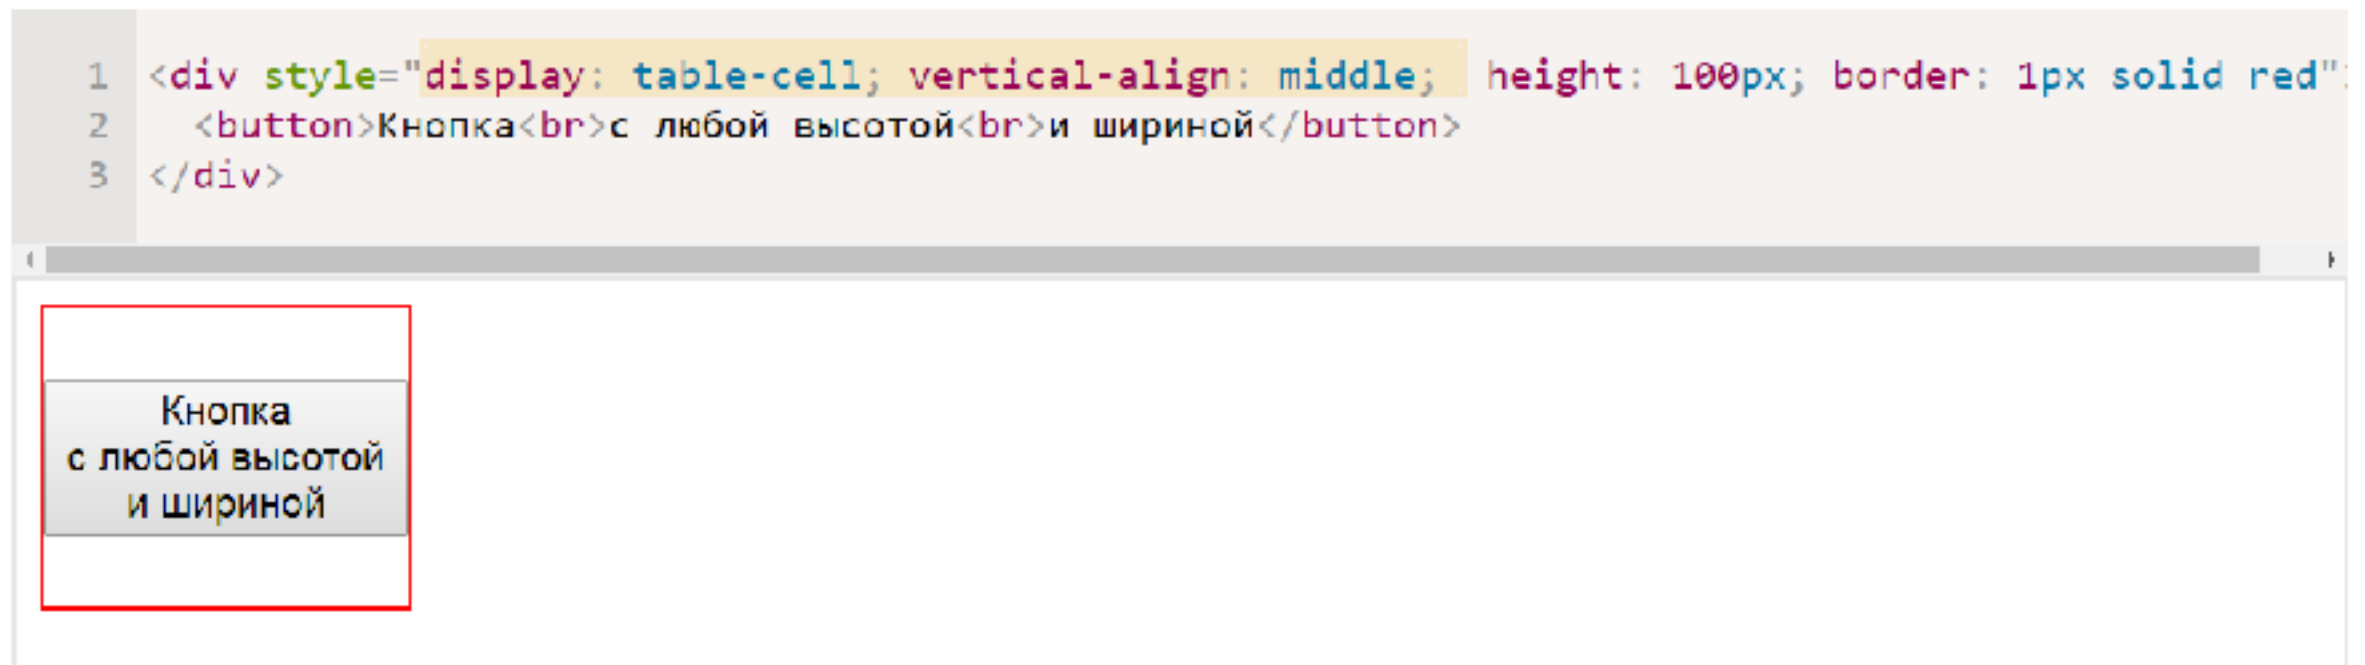 1 <div style="display: table-cell; vertical-align: middle;  height: 100px; border: 1px solid red"
2   <button>Кнопка<br>с любой высотой<br>и шириной</button>
3 </div>
Кнопка
с любой высотой
и шириной